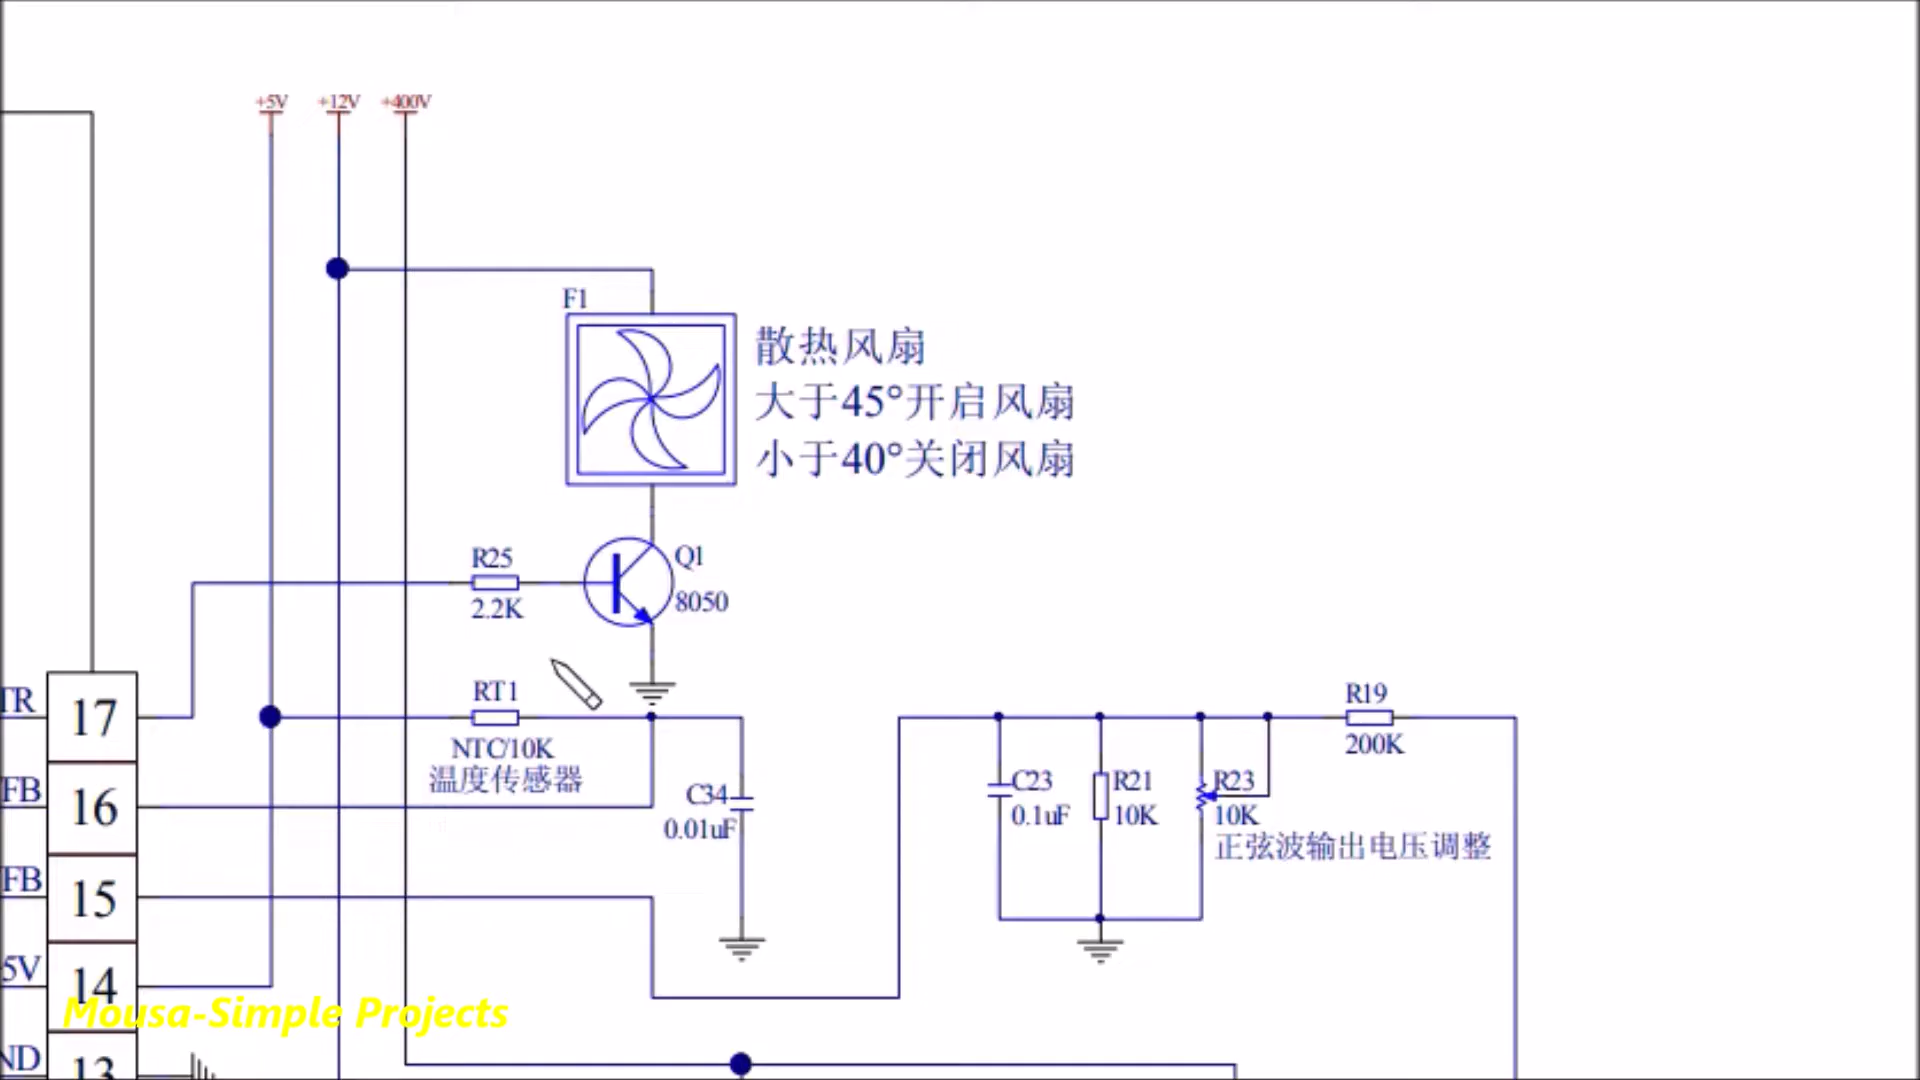 +5V +12V +400V
F1
散热风扇
大于45°开启风扇
小于40°关闭风扇
R25
2.2K
Q1
8050
TR 17
RT1
NTC/10K
温度传感器
R19
200K
FB 16
C34
0.01uF
C23
0.1uF
R21
10K
R23
10K
正弦波输出电压调整
FB 15
5V 14
Mousa-Simple Projects
ND 13